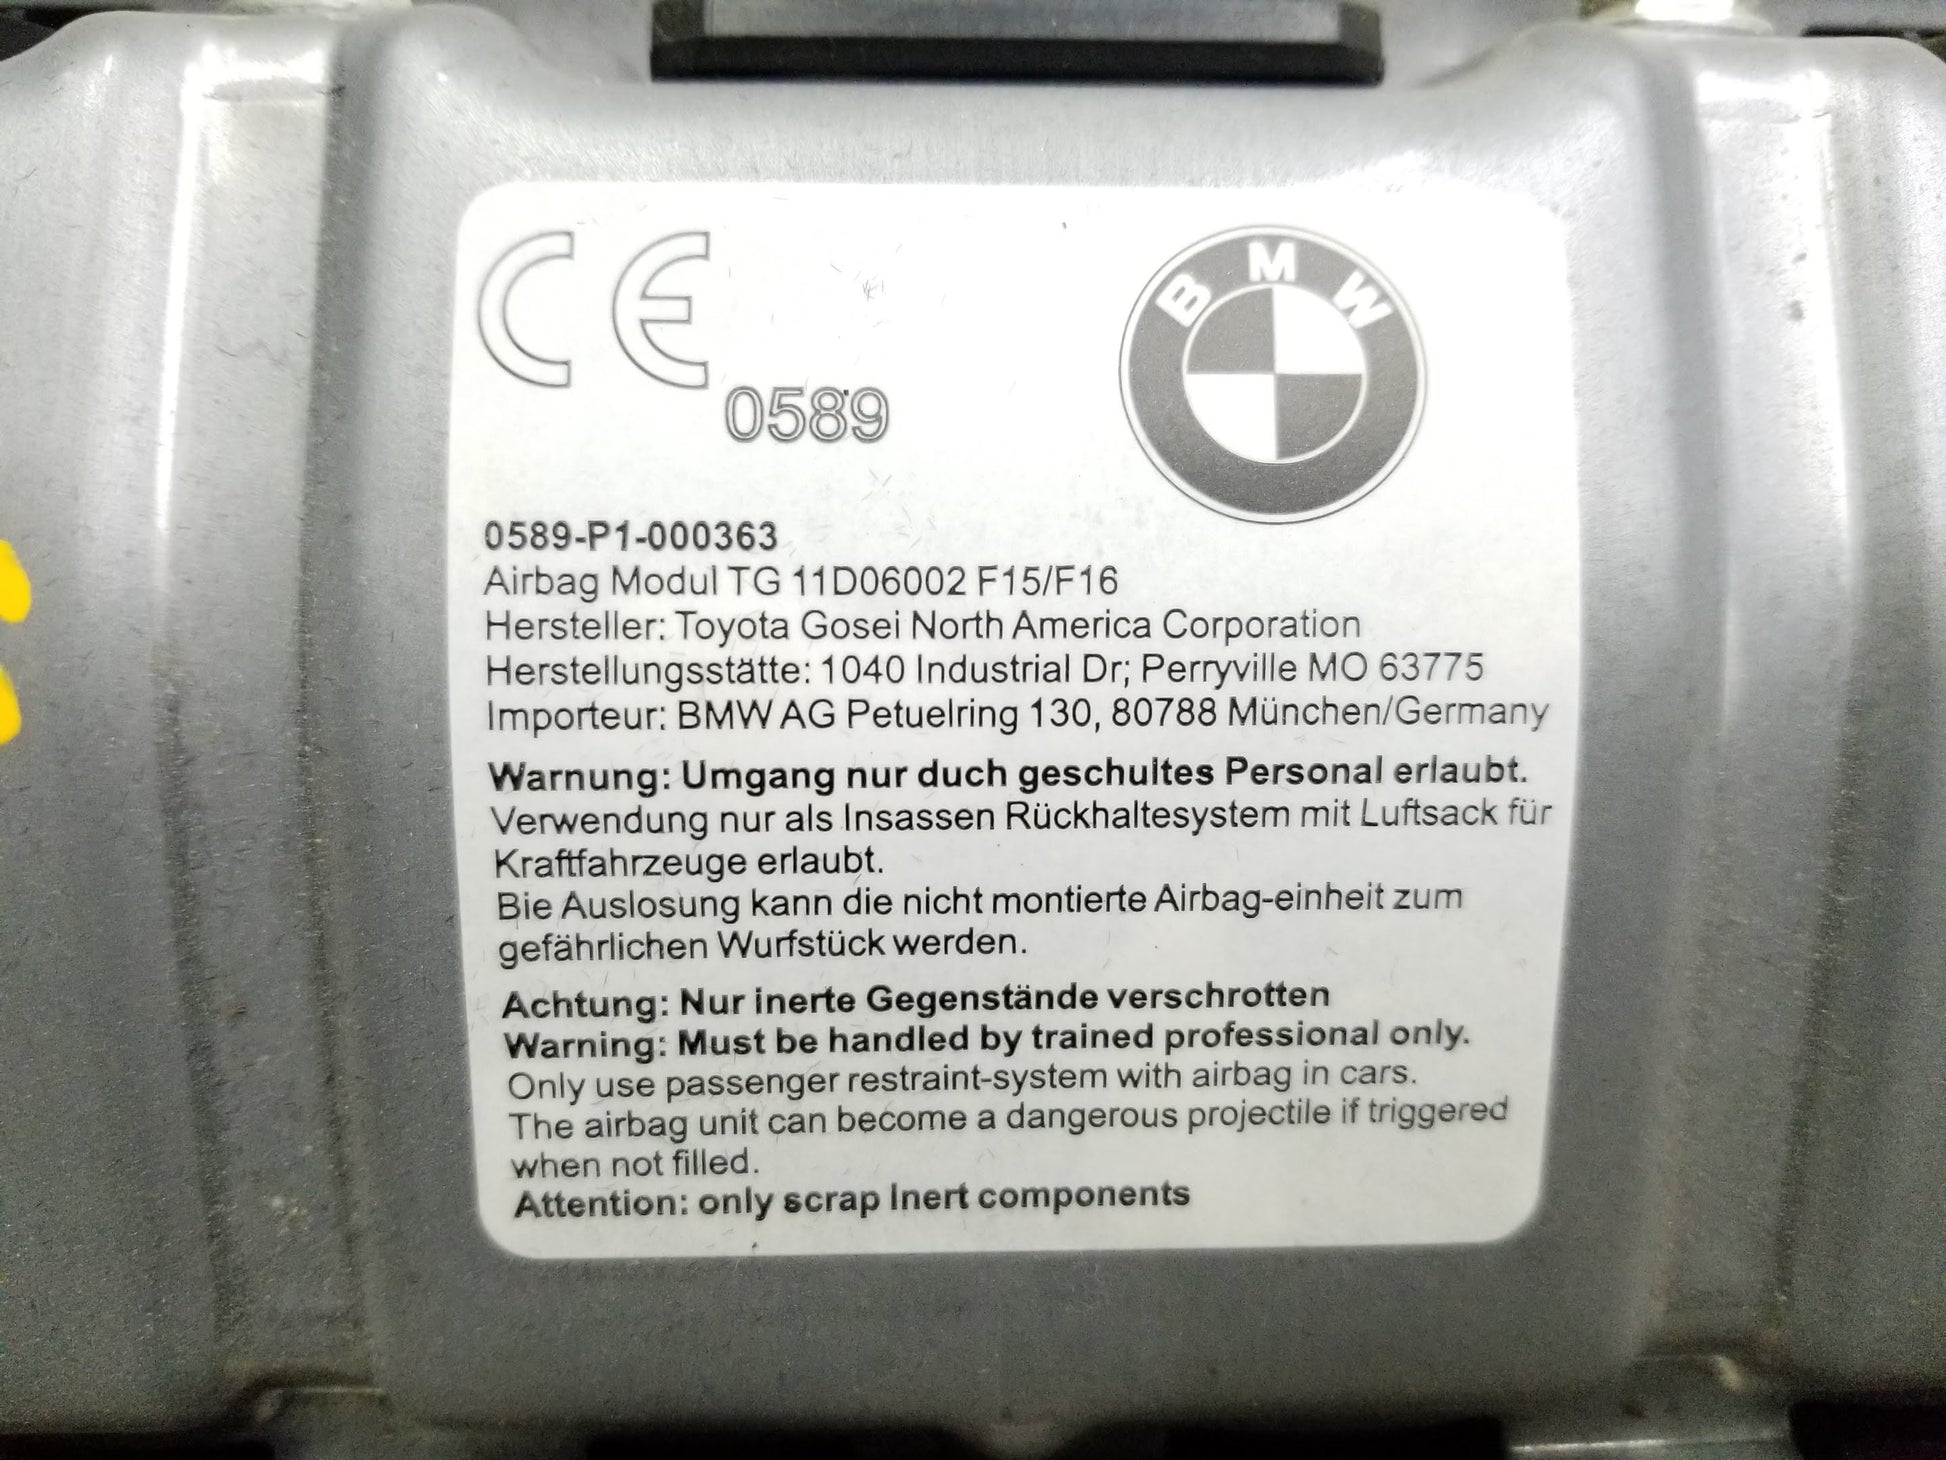 CE
0589
BMW
0589-P1-000363
Airbag Modul TG 11D06002 F15/F16
Hersteller: Toyota Gosei North America Corporation
Herstellungsstätte: 1040 Industrial Dr; Perryville MO 63775
Importeur: BMW AG Petuelring 130, 80788 München/Germany
Warnung: Umgang nur duch geschultes Personal erlaubt.
Verwendung nur als Insassen Rückhaltesystem mit Luftsack für
Kraftfahrzeuge erlaubt.
Bie Auslosung kann die nicht montierte Airbag-einheit zum
gefährlichen Wurfstück werden.
Achtung: Nur inerte Gegenstände verschrotten
Warning: Must be handled by trained professional only.
Only use passenger restraint-system with airbag in cars.
The airbag unit can become a dangerous projectile if triggered
when not filled.
Attention: only scrap Inert components